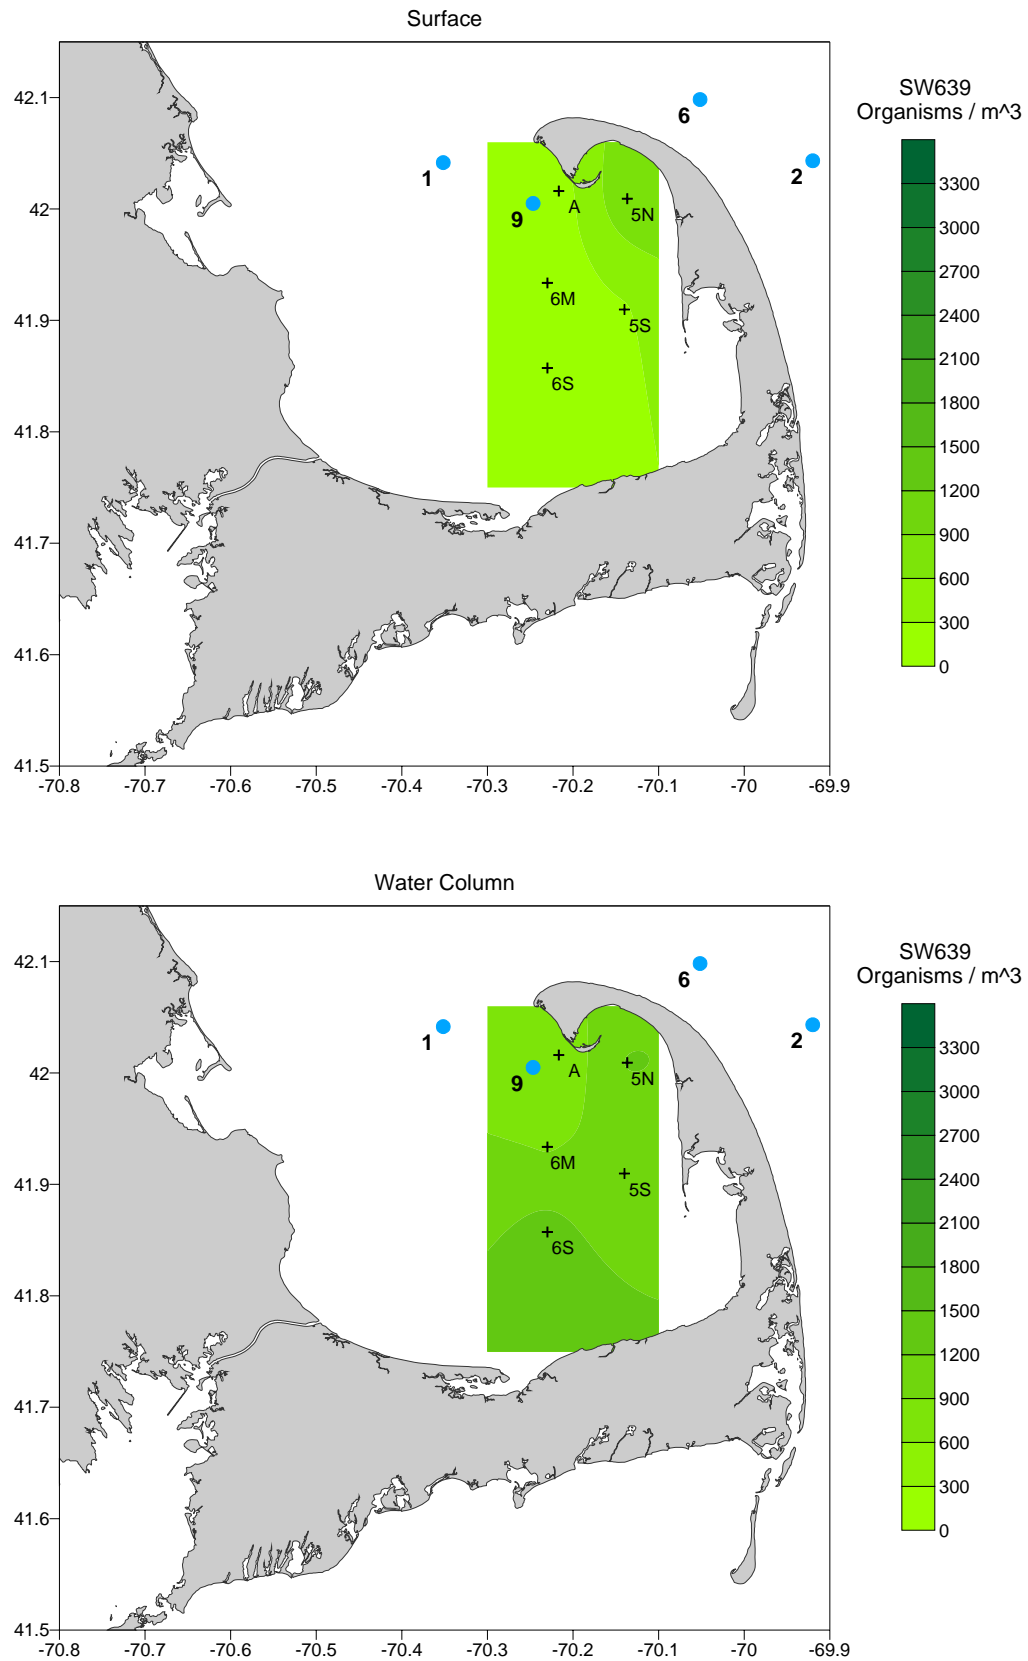 Surface
SW639
Organisms / m^3
42.1
42
41.9
41.8
41.7
41.6
41.5
-70.8 -70.7 -70.6 -70.5 -70.4 -70.3 -70.2 -70.1 -70 -69.9
6
1
2
9
A
5N
6M
5S
6S
3300
3000
2700
2400
2100
1800
1500
1200
900
600
300
0
Water Column
SW639
Organisms / m^3
42.1
42
41.9
41.8
41.7
41.6
41.5
-70.8 -70.7 -70.6 -70.5 -70.4 -70.3 -70.2 -70.1 -70 -69.9
6
1
2
9
A
5N
6M
5S
6S
3300
3000
2700
2400
2100
1800
1500
1200
900
600
300
0